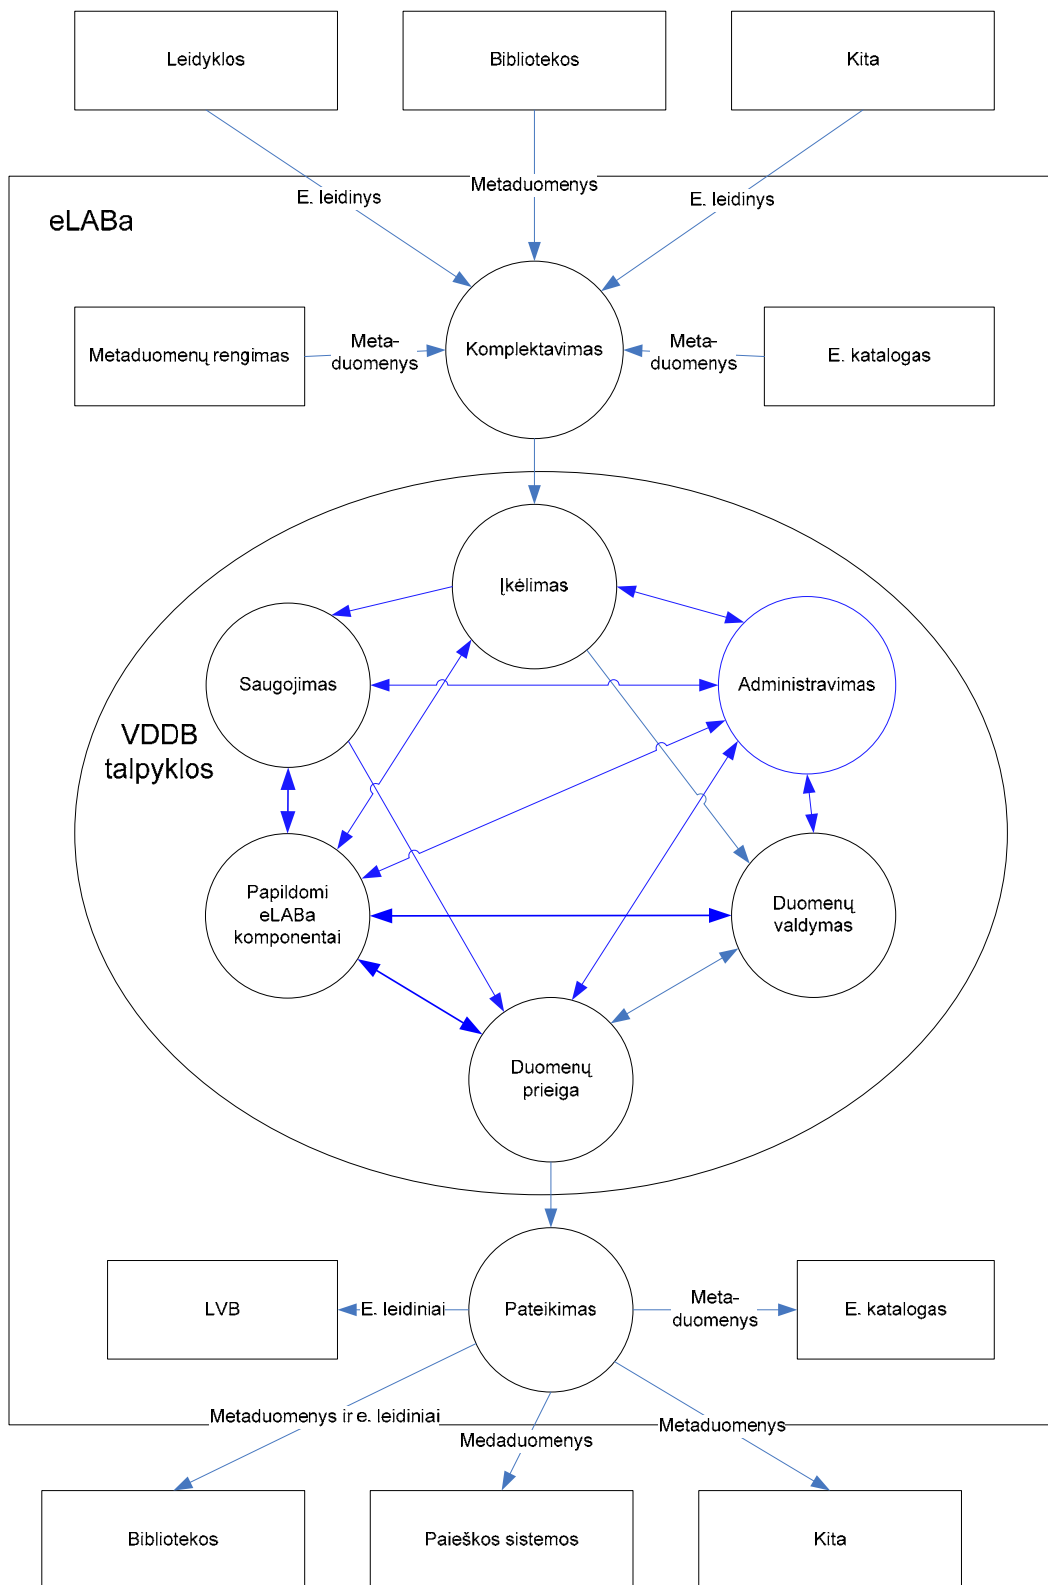 Leidyklos
Bibliotekos
Kita
E. leidinys
Metaduomenys
E. leidinys
eLABa
Metaduomenų rengimas
Meta-
duomenys
Komplektavimas
Meta-
duomenys
E. katalogas
Įkėlimas
Saugojimas
Administravimas
VDDB
talpyklos
Papildomi
eLABa
komponentai
Duomenų
valdymas
Duomenų
prieiga
LVB
E. leidiniai
Pateikimas
Meta-
duomenys
E. katalogas
Metaduomenys ir e. leidiniai
Medaduomenys
Metaduomenys
Bibliotekos
Paieškos sistemos
Kita